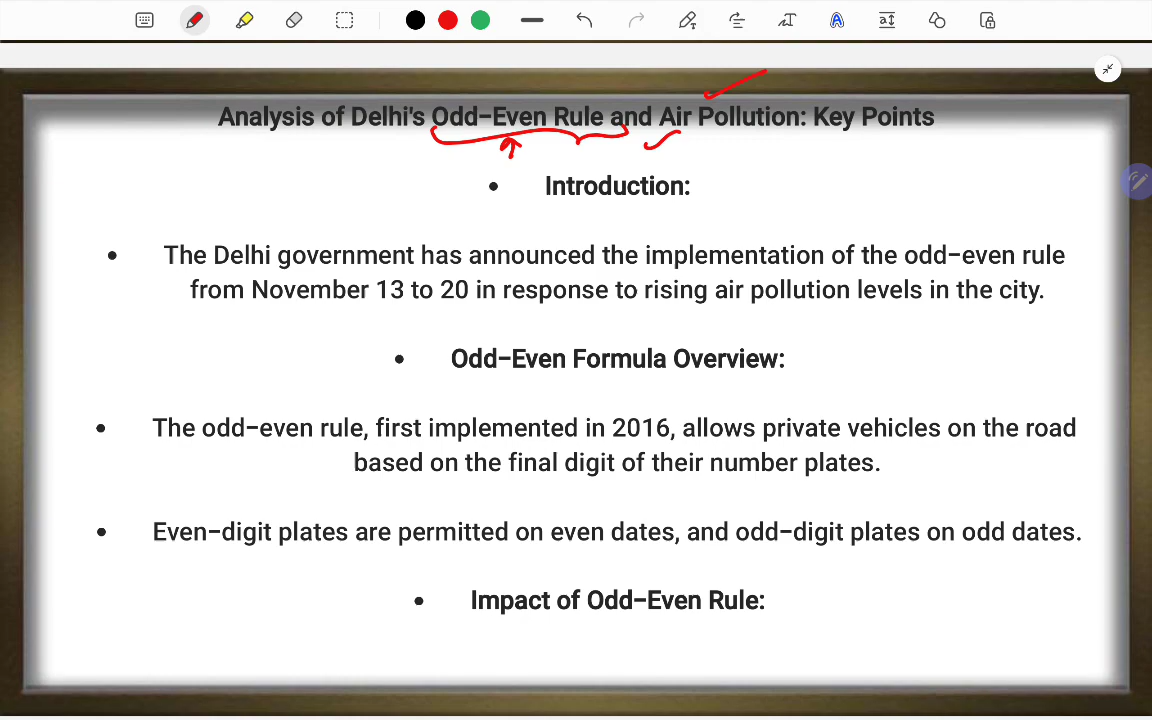 Analysis of Delhi's Odd-Even Rule and Air Pollution: Key Points
• Introduction:
• The Delhi government has announced the implementation of the odd-even rule
from November 13 to 20 in response to rising air pollution levels in the city.
• Odd-Even Formula Overview:
• The odd-even rule, first implemented in 2016, allows private vehicles on the road
based on the final digit of their number plates.
• Even-digit plates are permitted on even dates, and odd-digit plates on odd dates.
• Impact of Odd-Even Rule: